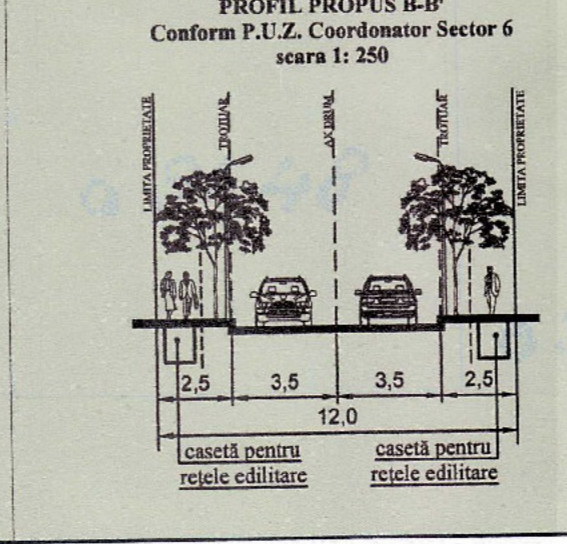 PROFIL PROPUS B-B'
Conform P.U.Z. Coordonator Sector 6
scara 1: 250
LIMITA PROPRIETATE
TROTUAR
AX DRUM
TROTUAR
LIMITA PROPRIETATE
2,5
3,5
3,5
2,5
12,0
casetă pentru
rețele edilitare
casetă pentru
rețele edilitare